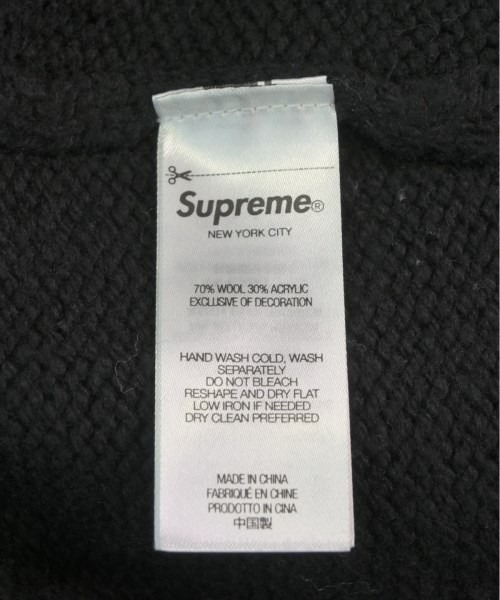 Supreme®
NEW YORK CITY
70% WOOL 30% ACRYLIC
EXCLUSIVE OF DECORATION
HAND WASH COLD, WASH
SEPARATELY
DO NOT BLEACH
RESHAPE AND DRY FLAT
LOW IRON IF NEEDED
DRY CLEAN PREFERRED
MADE IN CHINA
FABRIQUÉ EN CHINE
PRODOTTO IN CINA
中国製